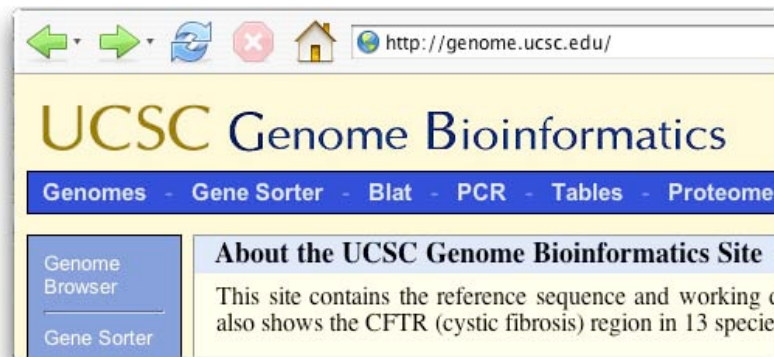 http://genome.ucsc.edu/
UCSC Genome Bioinformatics
Genomes - Gene Sorter - Blat - PCR - Tables - Proteome
Genome
Browser
Gene Sorter
About the UCSC Genome Bioinformatics Site
This site contains the reference sequence and working
also shows the CFTR (cystic fibrosis) region in 13 specie